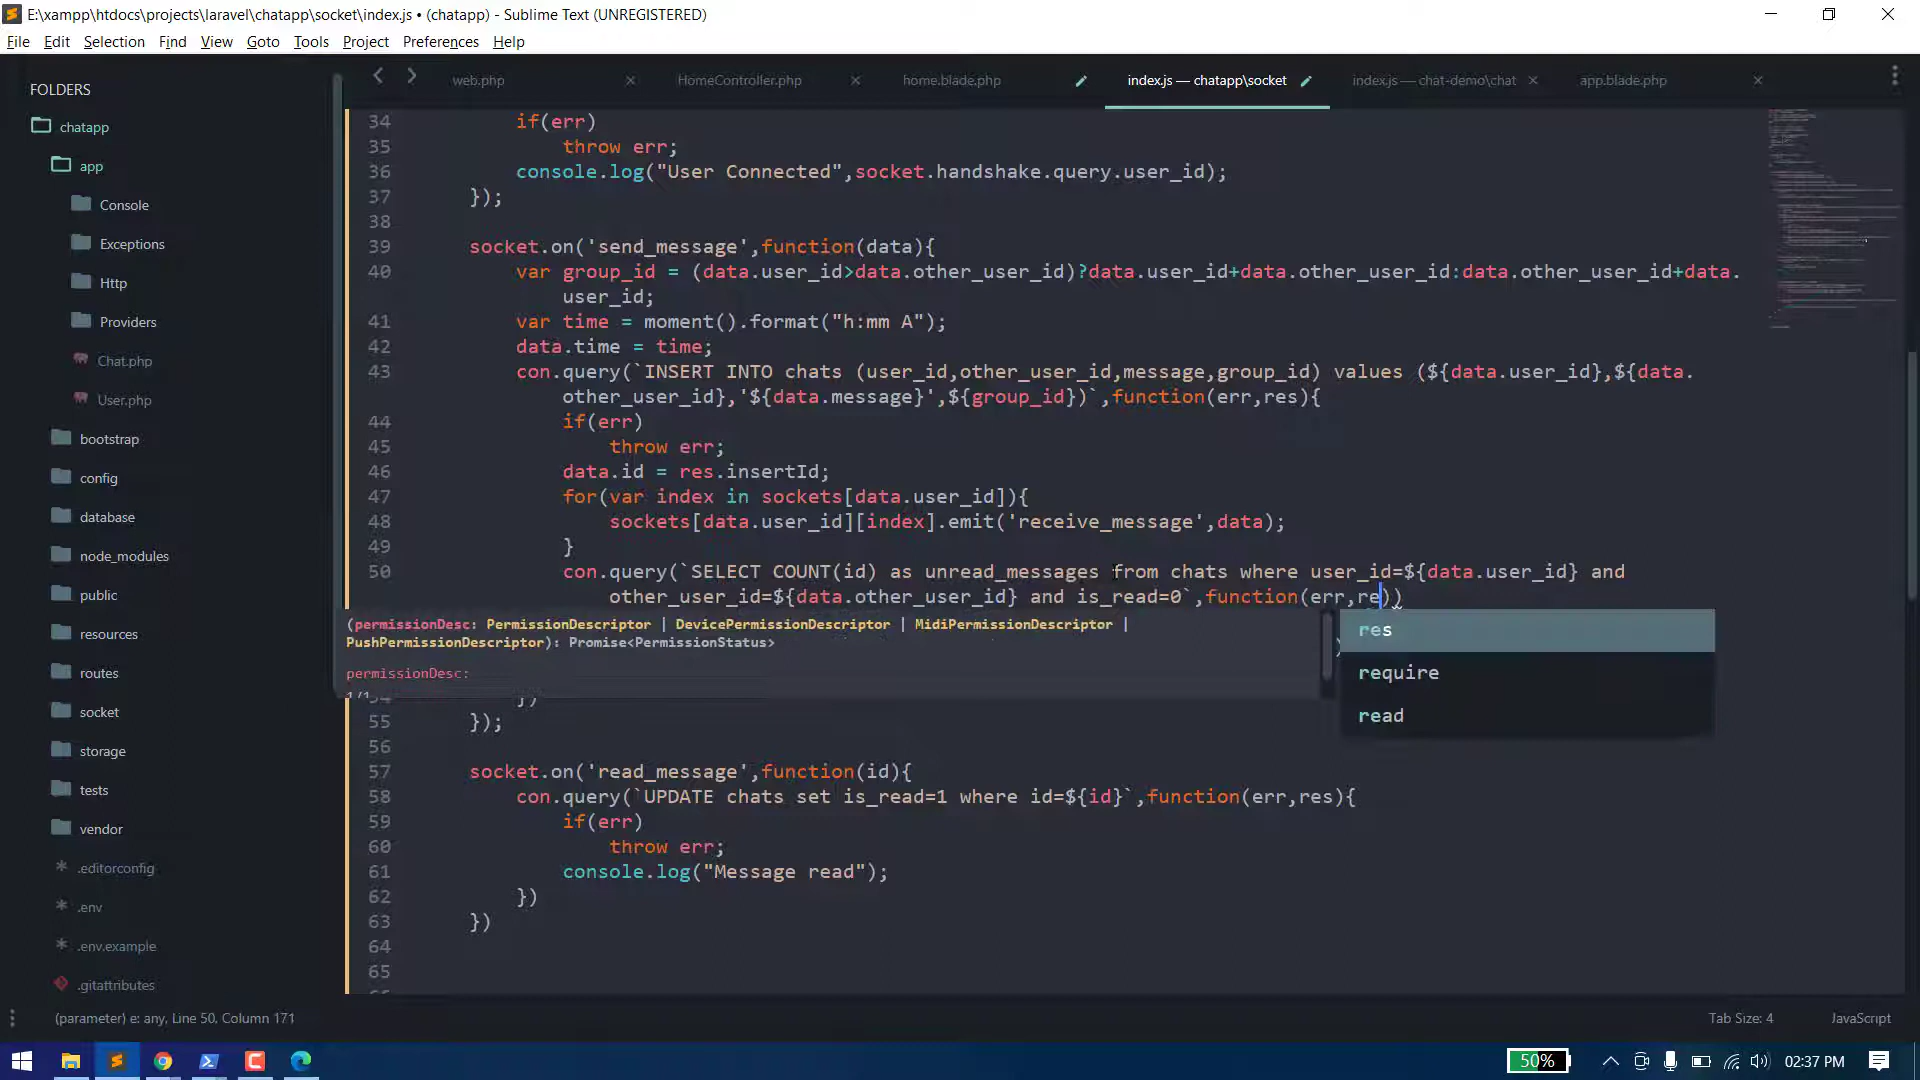 E:\xampp\htdocs\projects\laravel\chatapp\socket\index.js • (chatapp) - Sublime Text (UNREGISTERED)
File Edit Selection Find View Goto Tools Project Preferences Help
FOLDERS
chatapp
app
Console
Exceptions
Http
Providers
Chat.php
User.php
bootstrap
config
database
node_modules
public
resources
routes
socket
storage
tests
vendor
.editorconfig
.env
.env.example
.gitattributes
web.php HomeController.php home.blade.php index.js — chatapp\socket index.js — chat-demo\chat app.blade.php
34 if(err)
35 throw err;
36 console.log("User Connected",socket.handshake.query.user_id);
37 });
38
39 socket.on('send_message',function(data){
40 var group_id = (data.user_id>data.other_user_id)?data.user_id+data.other_user_id:data.other_user_id+data.
user_id;
41 var time = moment().format("h:mm A");
42 data.time = time;
43 con.query(`INSERT INTO chats (user_id,other_user_id,message,group_id) values (${data.user_id},${data.
other_user_id},'${data.message}',${group_id})`,function(err,res){
44 if(err)
45 throw err;
46 data.id = res.insertId;
47 for(var index in sockets[data.user_id]){
48 sockets[data.user_id][index].emit('receive_message',data);
49 }
50 con.query(`SELECT COUNT(id) as unread_messages from chats where user_id=${data.user_id} and
other_user_id=${data.other_user_id} and is_read=0`,function(err,re))
(permissionDesc: PermissionDescriptor | DevicePermissionDescriptor | MidiPermissionDescriptor |
PushPermissionDescriptor): Promise<PermissionStatus>
permissionDesc:
1/1
res
require
read
54 })
55 });
56
57 socket.on('read_message',function(id){
58 con.query(`UPDATE chats set is_read=1 where id=${id}`,function(err,res){
59 if(err)
60 throw err;
61 console.log("Message read");
62 })
63 })
64
65
(parameter) e: any, Line 50, Column 171
Tab Size: 4 JavaScript
50% 02:37 PM